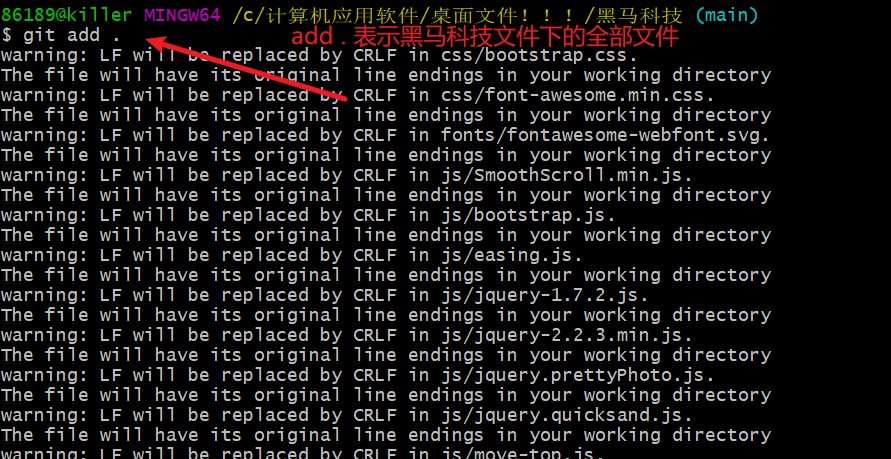 86189@killer MINGW64 /c/计算机应用软件/桌面文件！！！/黑马科技 (main)
$ git add .
add . 表示黑马科技文件下的全部文件
warning: LF will be replaced by CRLF in css/bootstrap.css.
The file will have its original line endings in your working directory
warning: LF will be replaced by CRLF in css/font-awesome.min.css.
The file will have its original line endings in your working directory
warning: LF will be replaced by CRLF in fonts/fontawesome-webfont.svg.
The file will have its original line endings in your working directory
warning: LF will be replaced by CRLF in js/SmoothScroll.min.js.
The file will have its original line endings in your working directory
warning: LF will be replaced by CRLF in js/bootstrap.js.
The file will have its original line endings in your working directory
warning: LF will be replaced by CRLF in js/easing.js.
The file will have its original line endings in your working directory
warning: LF will be replaced by CRLF in js/jquery-1.7.2.js.
The file will have its original line endings in your working directory
warning: LF will be replaced by CRLF in js/jquery-2.2.3.min.js.
The file will have its original line endings in your working directory
warning: LF will be replaced by CRLF in js/jquery.prettyPhoto.js.
The file will have its original line endings in your working directory
warning: LF will be replaced by CRLF in js/jquery.quicksand.js.
The file will have its original line endings in your working directory
warning: LF will be replaced by CRLF in js/move-top.js.